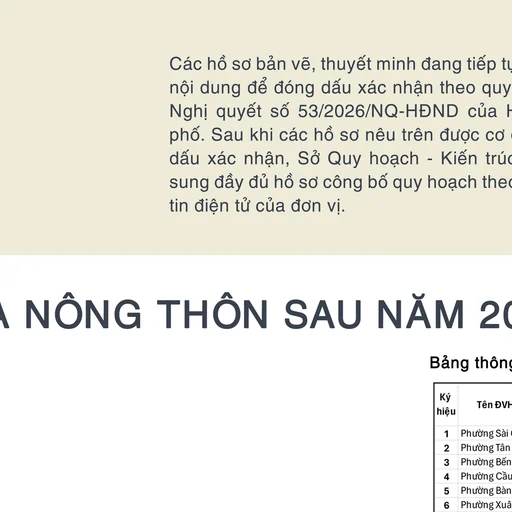 Các hồ sơ bản vẽ, thuyết minh đang tiếp
nội dung để đóng dấu xác nhận theo quy
Nghị quyết số 53/2026/NQ-HĐND của
phố. Sau khi các hồ sơ nêu trên được cơ
dấu xác nhận, Sở Quy hoạch - Kiến trúc
sung đầy đủ hồ sơ công bố quy hoạch theo
tin điện tử của đơn vị.
A NÔNG THÔN SAU NĂM 20
Bảng thông
Ký hiệu
Tên ĐVH
1 Phường Sài
2 Phường Tân
3 Phường Bến
4 Phường Cầu
5 Phường Bàn
6 Phường Xuâ